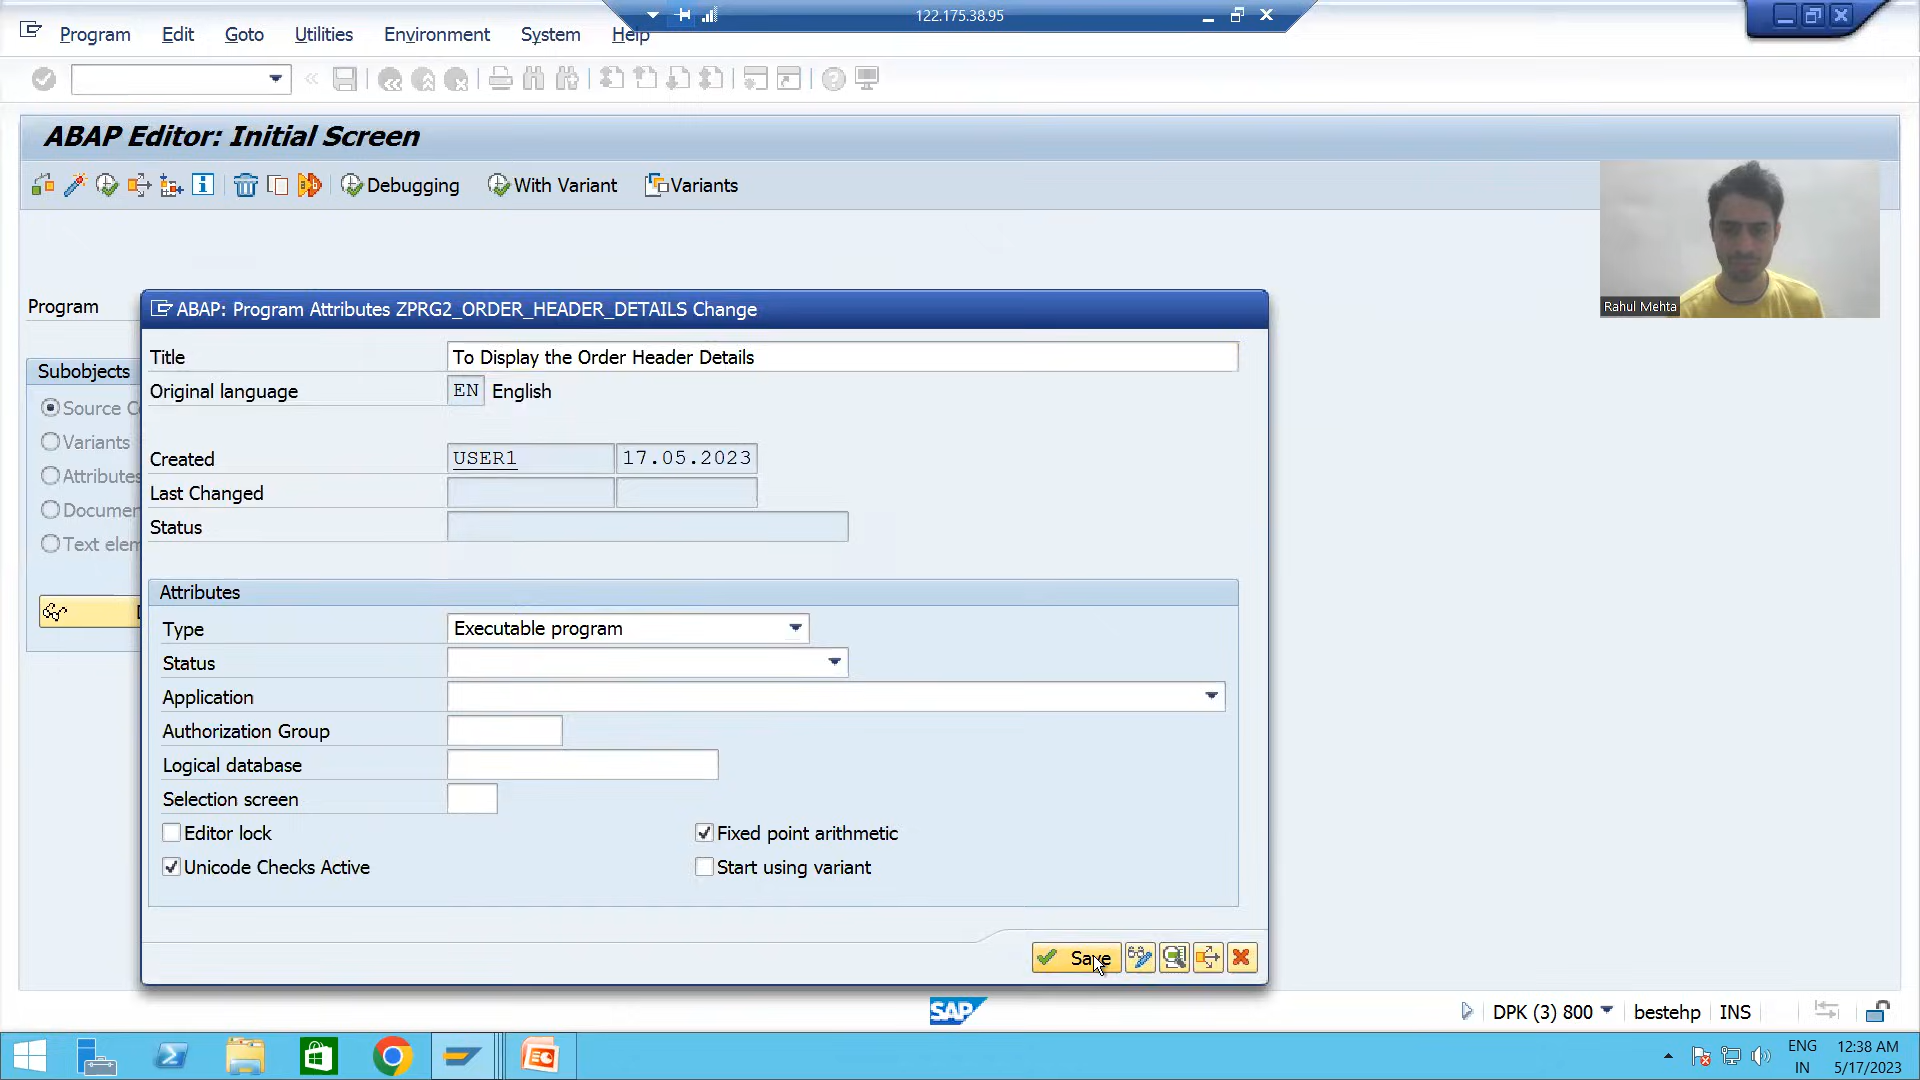 122.175.38.95
Program Edit Goto Utilities Environment System Help
ABAP Editor: Initial Screen
Debugging With Variant Variants
Rahul Mehta
Program
ABAP: Program Attributes ZPRG2_ORDER_HEADER_DETAILS Change
Title To Display the Order Header Details
Original language EN English
Subobjects
Source C
Variants
Attributes
Documen
Text elem
Created USER1 17.05.2023
Last Changed
Status
Attributes
Type Executable program
Status
Application
Authorization Group
Logical database
Selection screen
Editor lock Fixed point arithmetic
Unicode Checks Active Start using variant
Save
SAP
DPK (3) 800 bestehp INS
ENG 12:38 AM
IN 5/17/2023